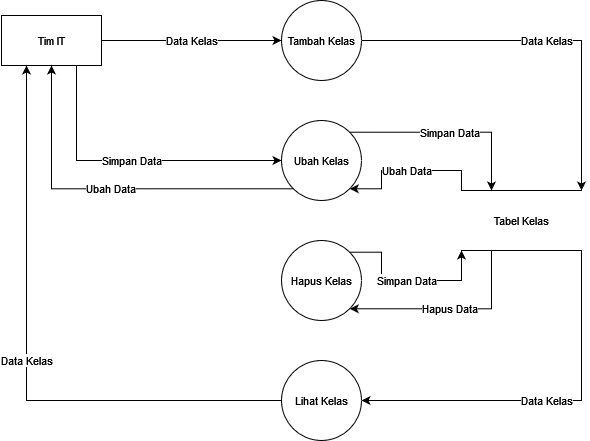 Tim IT
Data Kelas
Tambah Kelas
Data Kelas
Simpan Data
Simpan Data
Ubah Kelas
Ubah Data
Ubah Data
Tabel Kelas
Hapus Kelas
Simpan Data
Hapus Data
Data Kelas
Lihat Kelas
Data Kelas